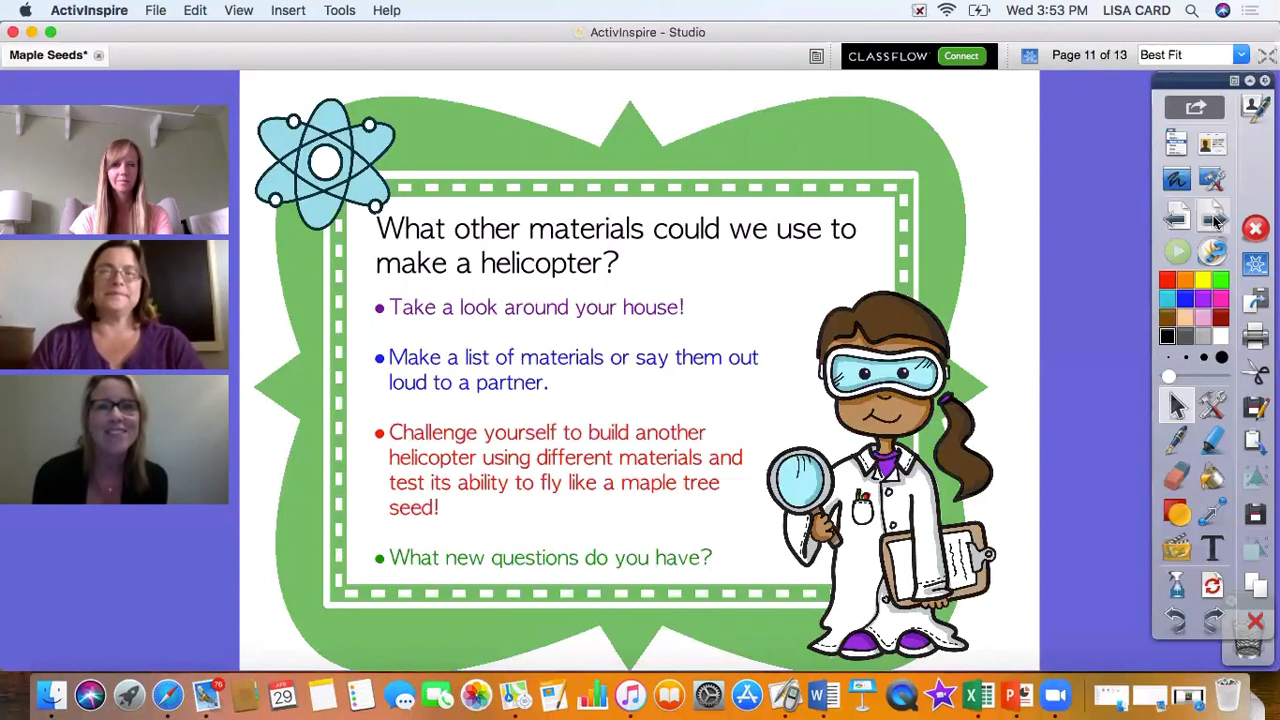 ActivInspire File Edit View Insert Tools Help Wed 3:53 PM LISA CARD
ActivInspire - Studio
Maple Seeds* CLASSFLOW Connect Page 11 of 13 Best Fit
What other materials could we use to
make a helicopter?
•Take a look around your house!
•Make a list of materials or say them out
loud to a partner.
•Challenge yourself to build another
helicopter using different materials and
test its ability to fly like a maple tree
seed!
•What new questions do you have?
76
APR
29